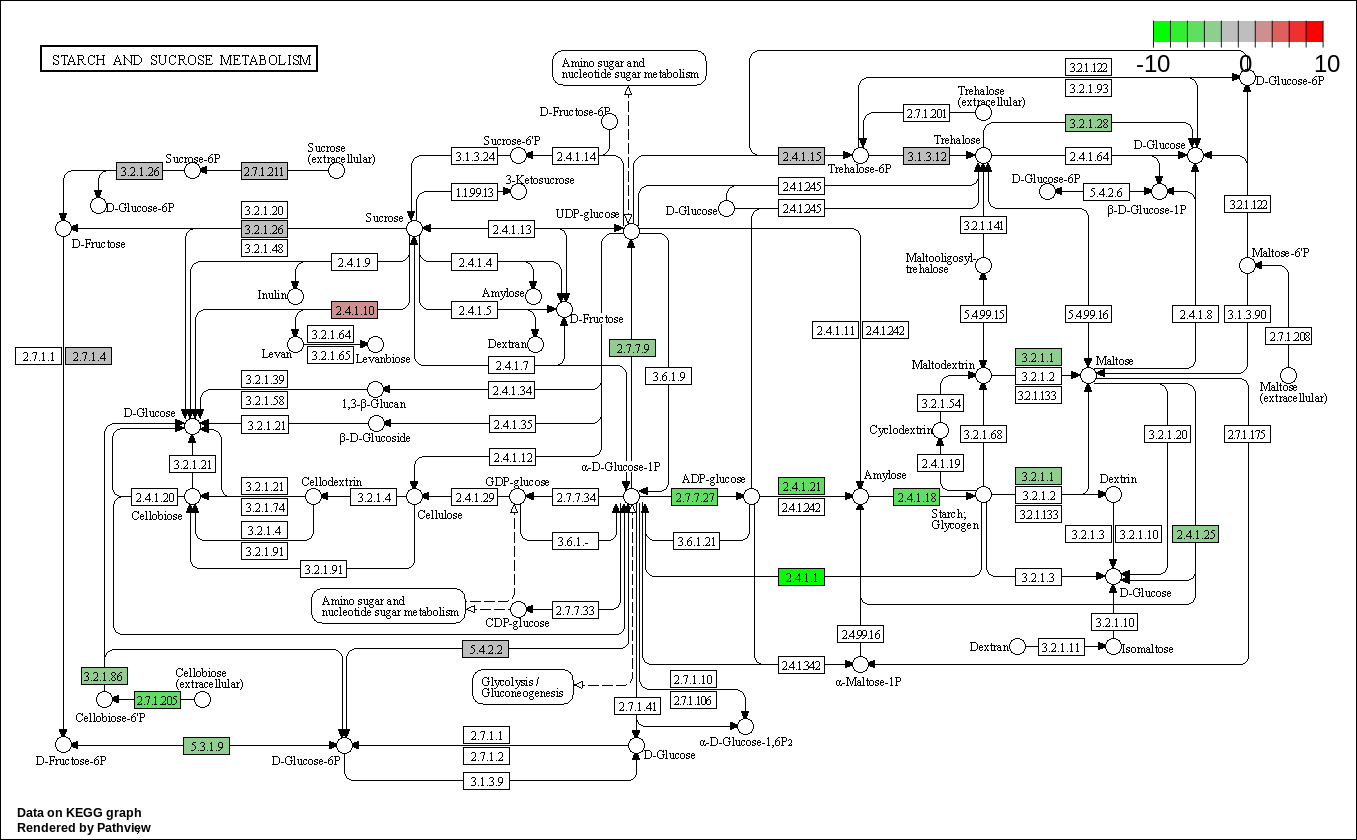 STARCH AND SUCROSE METABOLISM
-10 0 10
Amino sugar and
nucleotide sugar metabolism
3.2.1.122
D-Glucose-6P
3.2.1.93
D-Fructose-6P
Trehalose
(extracellular)
2.7.1.201
3.2.1.28
Sucrose
(extracellular)
Sucrose-6P
3.2.1.26
2.7.1.211
D-Glucose-6P
Sucrose-6'P
3.1.3.24
2.4.1.14
3-Ketosucrose
1.1.99.13
2.4.1.15
Trehalose-6P
3.1.3.12
Trehalose
2.4.1.64
D-Glucose
2.4.1.245
D-Glucose
2.4.1.245
D-Glucose-6P
5.4.2.6
β-D-Glucose-1P
3.2.1.122
3.2.1.20
3.2.1.26
3.2.1.48
D-Fructose
Sucrose
2.4.1.13
UDP-glucose
3.2.1.141
Maltooligosyl-
trehalose
Maltose-6'P
2.4.1.9
2.4.1.4
Inulin
Amylose
2.4.1.10
2.4.1.5
D-Fructose
3.2.1.64
Levan
3.2.1.65
Levanbiose
Dextran
2.4.1.7
2.7.7.9
3.6.1.9
2.4.1.11
2.4.1.242
5.4.99.15
5.4.99.16
2.4.1.8
3.1.3.90
2.7.1.208
2.7.1.1
2.7.1.4
Maltodextrin
3.2.1.1
3.2.1.2
3.2.1.133
Maltose
Maltose
(extracellular)
3.2.1.39
3.2.1.58
1,3-β-Glucan
2.4.1.34
D-Glucose
3.2.1.21
β-D-Glucoside
2.4.1.35
3.2.1.54
Cyclodextrin
3.2.1.68
2.4.1.19
3.2.1.20
2.7.1.175
3.2.1.21
2.4.1.12
α-D-Glucose-1P
2.4.1.20
Cellobiose
3.2.1.21
3.2.1.74
3.2.1.4
3.2.1.91
Cellodextrin
3.2.1.4
Cellulose
2.4.1.29
GDP-glucose
2.7.7.34
3.6.1.-
3.2.1.91
2.7.7.27
ADP-glucose
3.6.1.21
2.4.1.21
2.4.1.242
Amylose
2.4.1.18
Starch;
Glycogen
3.2.1.1
3.2.1.2
3.2.1.133
Dextrin
3.2.1.3
3.2.1.10
2.4.1.25
2.4.1.1
3.2.1.3
D-Glucose
Amino sugar and
nucleotide sugar metabolism
CDP-glucose
2.7.7.33
3.2.1.10
2.4.99.16
Dextran
3.2.1.11
Isomaltose
5.4.2.2
2.4.1.342
α-Maltose-1P
3.2.1.86
Cellobiose
(extracellular)
2.7.1.205
Cellobiose-6'P
Glycolysis /
Gluconeogenesis
2.7.1.10
2.7.1.106
2.7.1.41
α-D-Glucose-1,6P2
5.3.1.9
D-Fructose-6P
D-Glucose-6P
2.7.1.1
2.7.1.2
D-Glucose
3.1.3.9
Data on KEGG graph
Rendered by Pathview